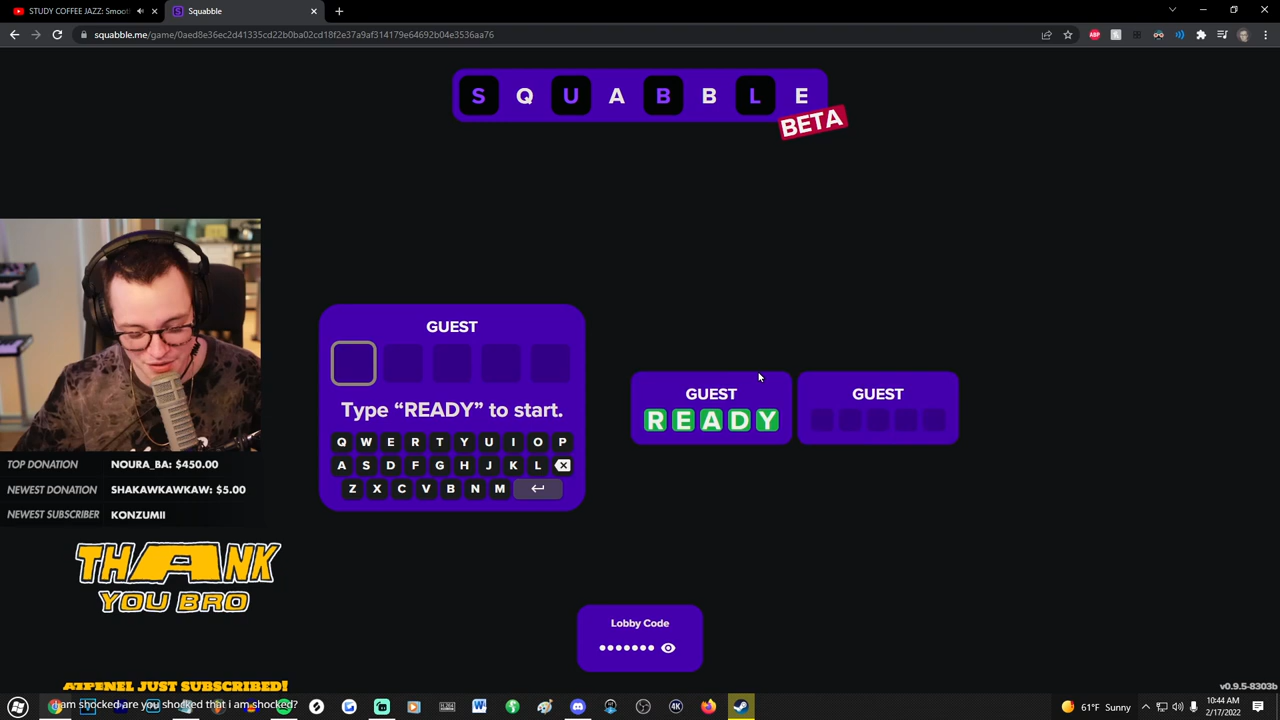 STUDY COFFEE JAZZ: Smoot
Squabble
squabble.me/game/0aed8e36ec2d41335cd22b0ba02cd18f2e37a9af314179e64692b04e3536aa76
SQUABBLE
BETA
GUEST
Type “READY” to start.
Q W E R T Y U I O P
A S D F G H J K L
Z X C V B N M
GUEST
READY
GUEST
TOP DONATION NOURA_BA: $450.00
NEWEST DONATION SHAKAWKAWKAW: $5.00
NEWEST SUBSCRIBER KONZUMII
THANK
YOU BRO
Lobby Code
JUST SUBSCRIBED!
i am shocked are you shocked that i am shocked?
v0.9.5-8303b
61°F Sunny
10:44 AM
2/17/2022